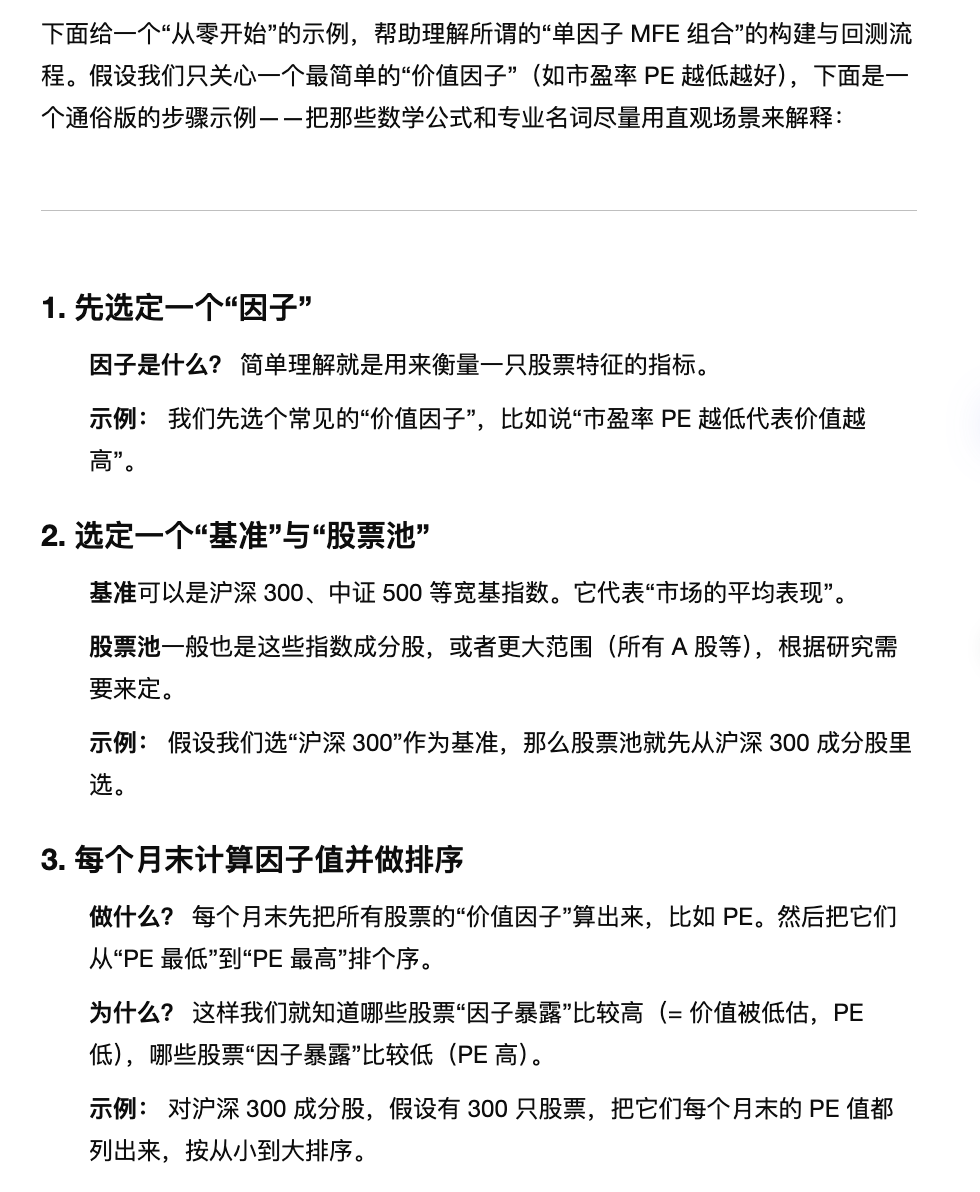 下面给一个“从零开始”的示例，帮助理解所谓的“单因子 MFE 组合”的构建与回测流
程。假设我们只关心一个最简单的“价值因子”（如市盈率 PE 越低越好），下面是一
个通俗版的步骤示例——把那些数学公式和专业名词尽量用直观场景来解释：
1. 先选定一个“因子”
因子是什么？ 简单理解就是用来衡量一只股票特征的指标。
示例： 我们先选个常见的“价值因子”，比如说“市盈率 PE 越低代表价值越
高”。
2. 选定一个“基准”与“股票池”
基准可以是沪深 300、中证 500 等宽基指数。它代表“市场的平均表现”。
股票池一般也是这些指数成分股，或者更大范围（所有 A 股等），根据研究需
要来定。
示例： 假设我们选“沪深 300”作为基准，那么股票池就先从沪深 300 成分股里
选。
3. 每个月末计算因子值并做排序
做什么？ 每个月末先把所有股票的“价值因子”算出来，比如 PE。然后把它们
从“PE 最低”到“PE 最高”排个序。
为什么？ 这样我们就知道哪些股票“因子暴露”比较高（= 价值被低估，PE
低），哪些股票“因子暴露”比较低（PE 高）。
示例： 对沪深 300 成分股，假设有 300 只股票，把它们每个月末的 PE 值都
列出来，按从小到大排序。